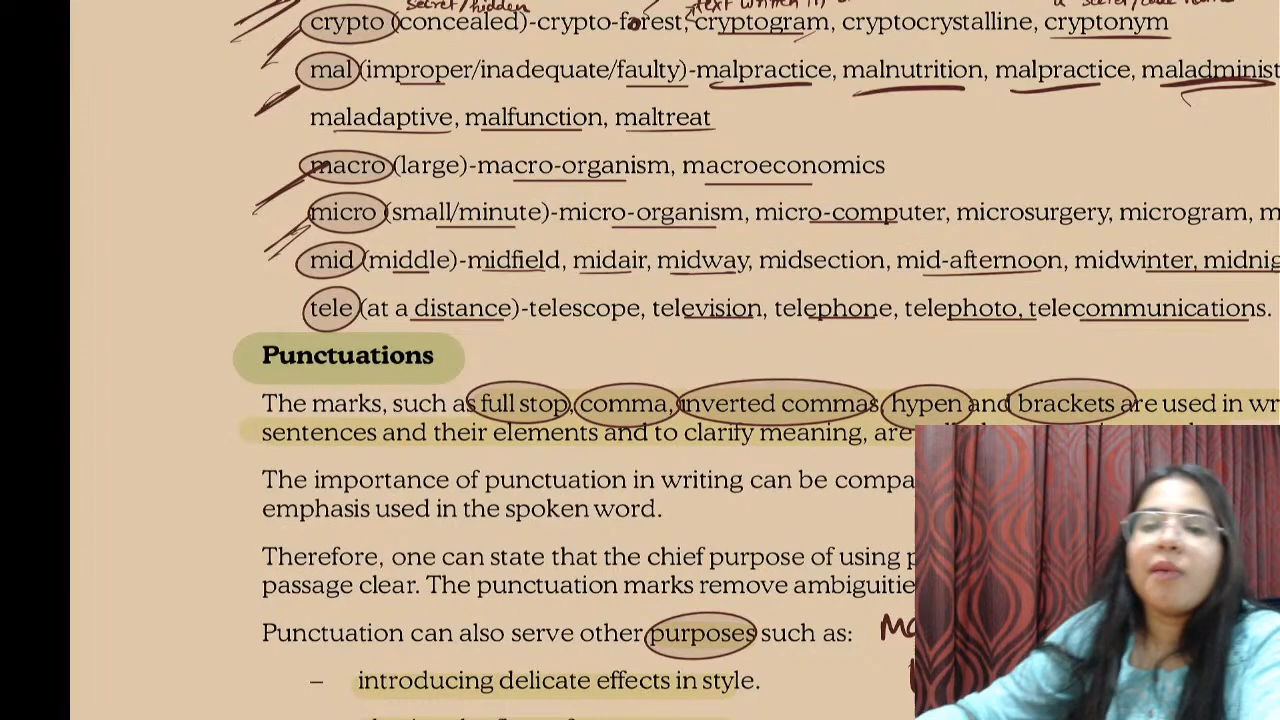 secret/hidden
crypto (concealed)-crypto-forest, cryptogram, cryptocrystalline, cryptonym
mal (improper/inadequate/faulty)-malpractice, malnutrition, malpractice, maladminist
maladaptive, malfunction, maltreat
macro (large)-macro-organism, macroeconomics
micro (small/minute)-micro-organism, micro-computer, microsurgery, microgram, m
mid (middle)-midfield, midair, midway, midsection, mid-afternoon, midwinter, midnig
tele (at a distance)-telescope, television, telephone, telephoto, telecommunications.
Punctuations
The marks, such as full stop, comma, inverted commas, hypen and brackets are used in wr
sentences and their elements and to clarify meaning, are
The importance of punctuation in writing can be compa
emphasis used in the spoken word.
Therefore, one can state that the chief purpose of using p
passage clear. The punctuation marks remove ambiguitie
Punctuation can also serve other purposes such as:
– introducing delicate effects in style.